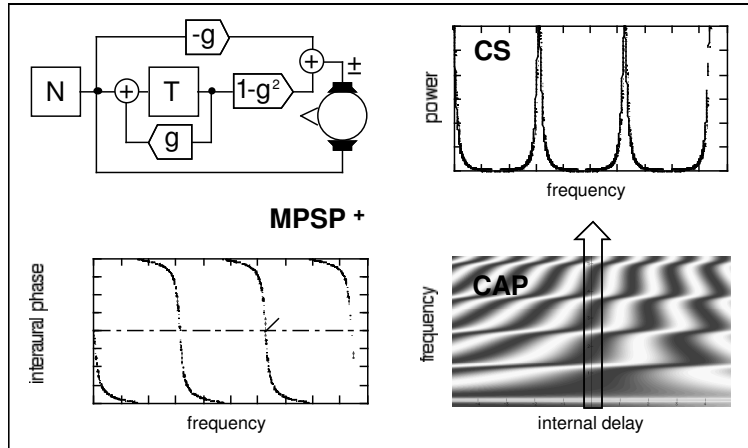 -g
N
+
T
1-g²
+
±
g
CS
power
frequency
MPSP +
interaural phase
frequency
CAP
frequency
internal delay